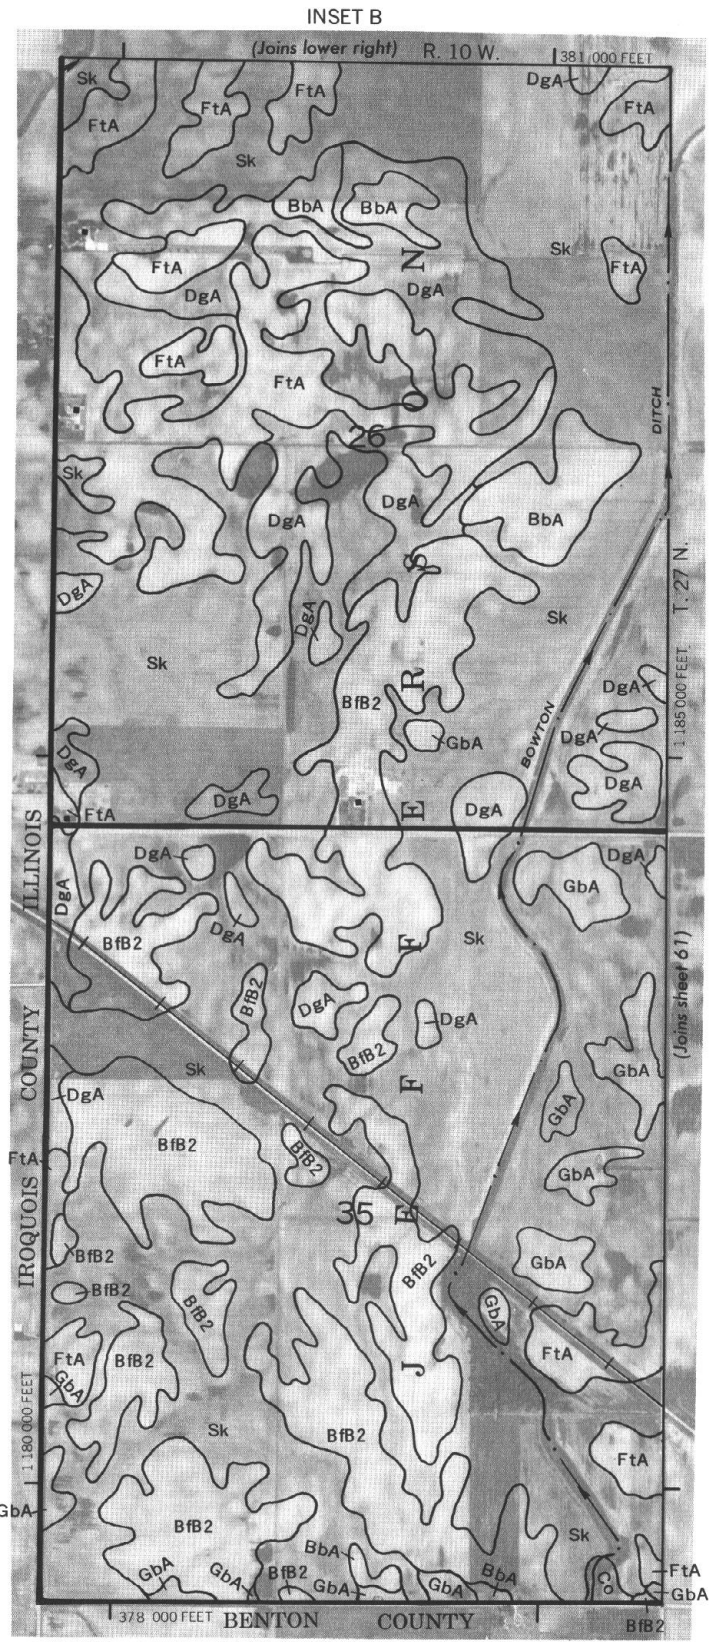 INSET B
(Joins lower right) R. 10 W. 381 000 FEET
Sk DgA
FtA FtA FtA FtA
Sk
BbA BbA
Sk
FtA DgA N FtA
DgA
FtA FtA O
DITCH
26
Sk DgA
DgA BbA
S
DgA T. 27 N.
DgA Sk
Sk
R DgA
BfB2
GbA BOWTON DgA 1 185 000 FEET
DgA
DgA
DgA DgA
FtA E
ILLINOIS
DgA DgA
GbA
DgA
DgA
BfB2 F Sk
(Joins sheet 61)
BfB2 DgA DgA
BfB2
COUNTY
Sk GbA
DgA F GbA
BfB2 BfB2
FtA GbA
35 E
IROQUOIS
BfB2 GbA
BfB2
BfB2 BfB2 GbA
FtA BfB2 FtA
GbA J
1 180 000 FEET
Sk BfB2
FtA
GbA
BfB2
Sk
BbA
GbA GbA BfB2 BbA FtA
GbA GbA Co GbA
378 000 FEET BENTON COUNTY BfB2